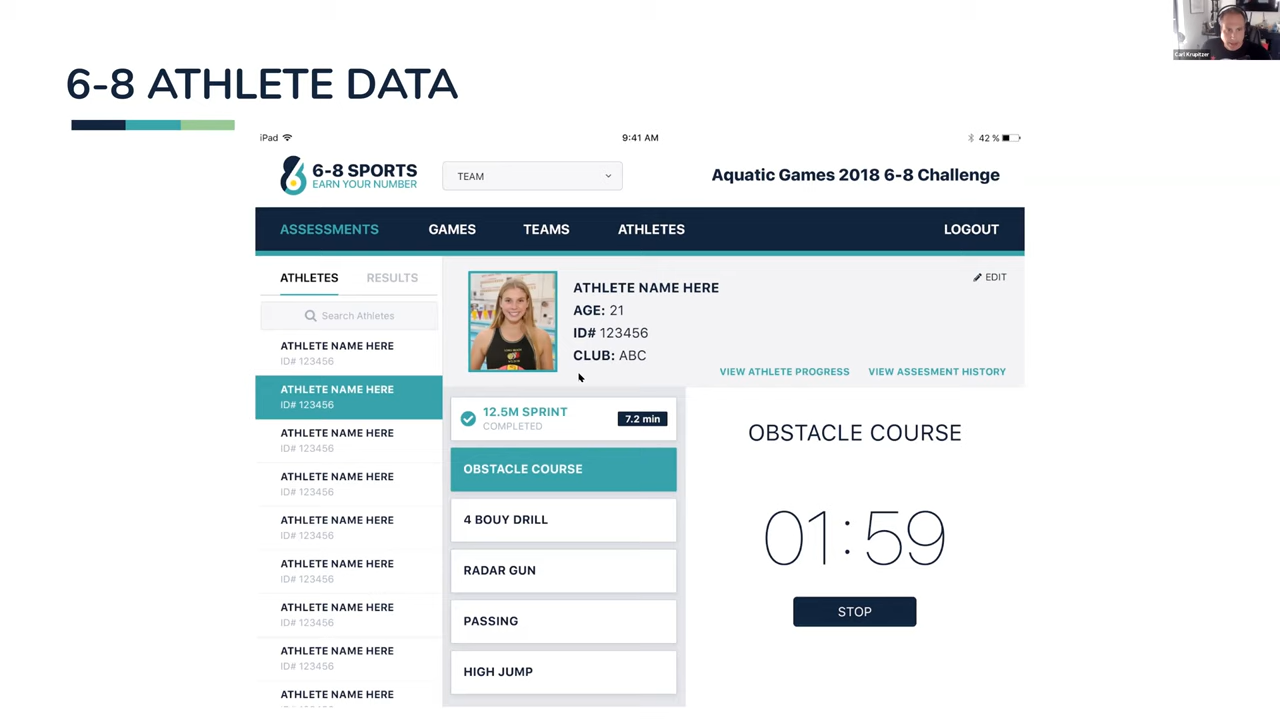 Carl Krupitzer
6-8 ATHLETE DATA
iPad 9:41 AM 42 %
6-8 SPORTS
EARN YOUR NUMBER
TEAM
Aquatic Games 2018 6-8 Challenge
ASSESSMENTS GAMES TEAMS ATHLETES LOGOUT
ATHLETES RESULTS
Search Athletes
ATHLETE NAME HERE
ID# 123456
ATHLETE NAME HERE
ID# 123456
ATHLETE NAME HERE
ID# 123456
ATHLETE NAME HERE
ID# 123456
ATHLETE NAME HERE
ID# 123456
ATHLETE NAME HERE
ID# 123456
ATHLETE NAME HERE
ID# 123456
ATHLETE NAME HERE
ID# 123456
ATHLETE NAME HERE
EDIT
ATHLETE NAME HERE
AGE: 21
ID# 123456
CLUB: ABC
VIEW ATHLETE PROGRESS VIEW ASSESMENT HISTORY
12.5M SPRINT
COMPLETED
7.2 min
OBSTACLE COURSE
4 BOUY DRILL
RADAR GUN
PASSING
HIGH JUMP
OBSTACLE COURSE
01:59
STOP